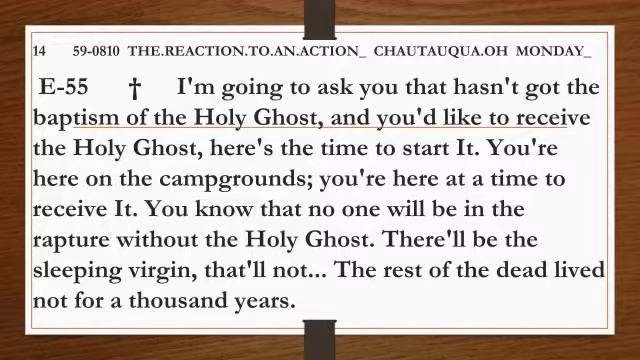 14 59-0810 THE.REACTION.TO.AN.ACTION_ CHAUTAUQUA.OH MONDAY_
E-55 † I'm going to ask you that hasn't got the
baptism of the Holy Ghost, and you'd like to receive
the Holy Ghost, here's the time to start It. You're
here on the campgrounds; you're here at a time to
receive It. You know that no one will be in the
rapture without the Holy Ghost. There'll be the
sleeping virgin, that'll not... The rest of the dead lived
not for a thousand years.